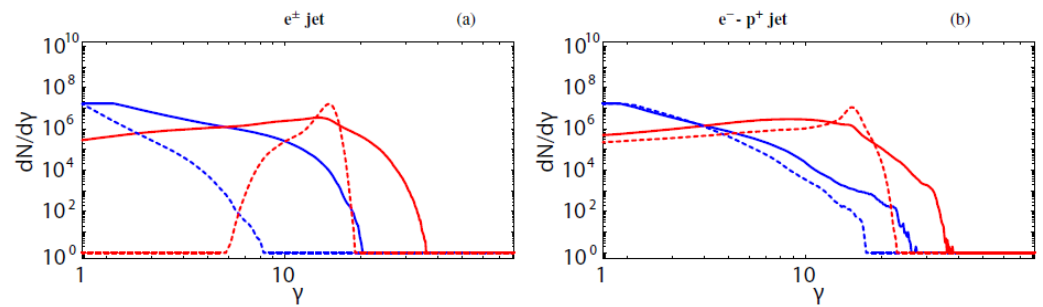 e± jet (a)
10¹⁰
10⁸
10⁶
10⁴
10²
10⁰
dN/dγ
1 10
γ
e⁻ - p⁺ jet (b)
10¹⁰
10⁸
10⁶
10⁴
10²
10⁰
dN/dγ
1 10
γ